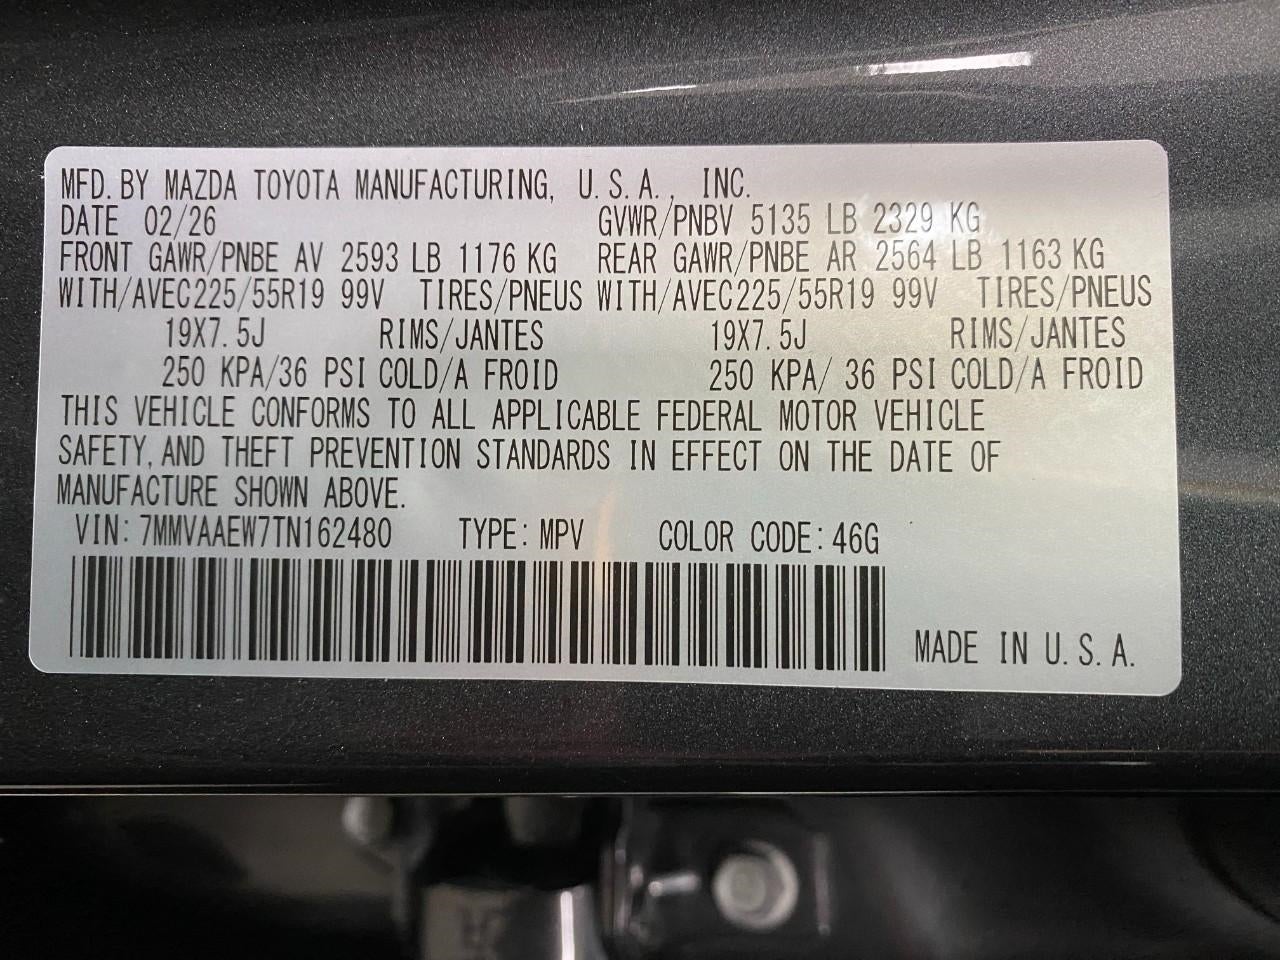 MFD. BY MAZDA TOYOTA MANUFACTURING, U.S.A., INC.
DATE 02/26 GVWR/PNBV 5135 LB 2329 KG
FRONT GAWR/PNBE AV 2593 LB 1176 KG REAR GAWR/PNBE AR 2564 LB 1163 KG
WITH/AVEC225/55R19 99V TIRES/PNEUS WITH/AVEC225/55R19 99V TIRES/PNEUS
19X7.5J RIMS/JANTES 19X7.5J RIMS/JANTES
250 KPA/36 PSI COLD/A FROID 250 KPA/ 36 PSI COLD/A FROID
THIS VEHICLE CONFORMS TO ALL APPLICABLE FEDERAL MOTOR VEHICLE
SAFETY, AND THEFT PREVENTION STANDARDS IN EFFECT ON THE DATE OF
MANUFACTURE SHOWN ABOVE.
VIN: 7MMVAAEW7TN162480 TYPE: MPV COLOR CODE: 46G
MADE IN U.S.A.